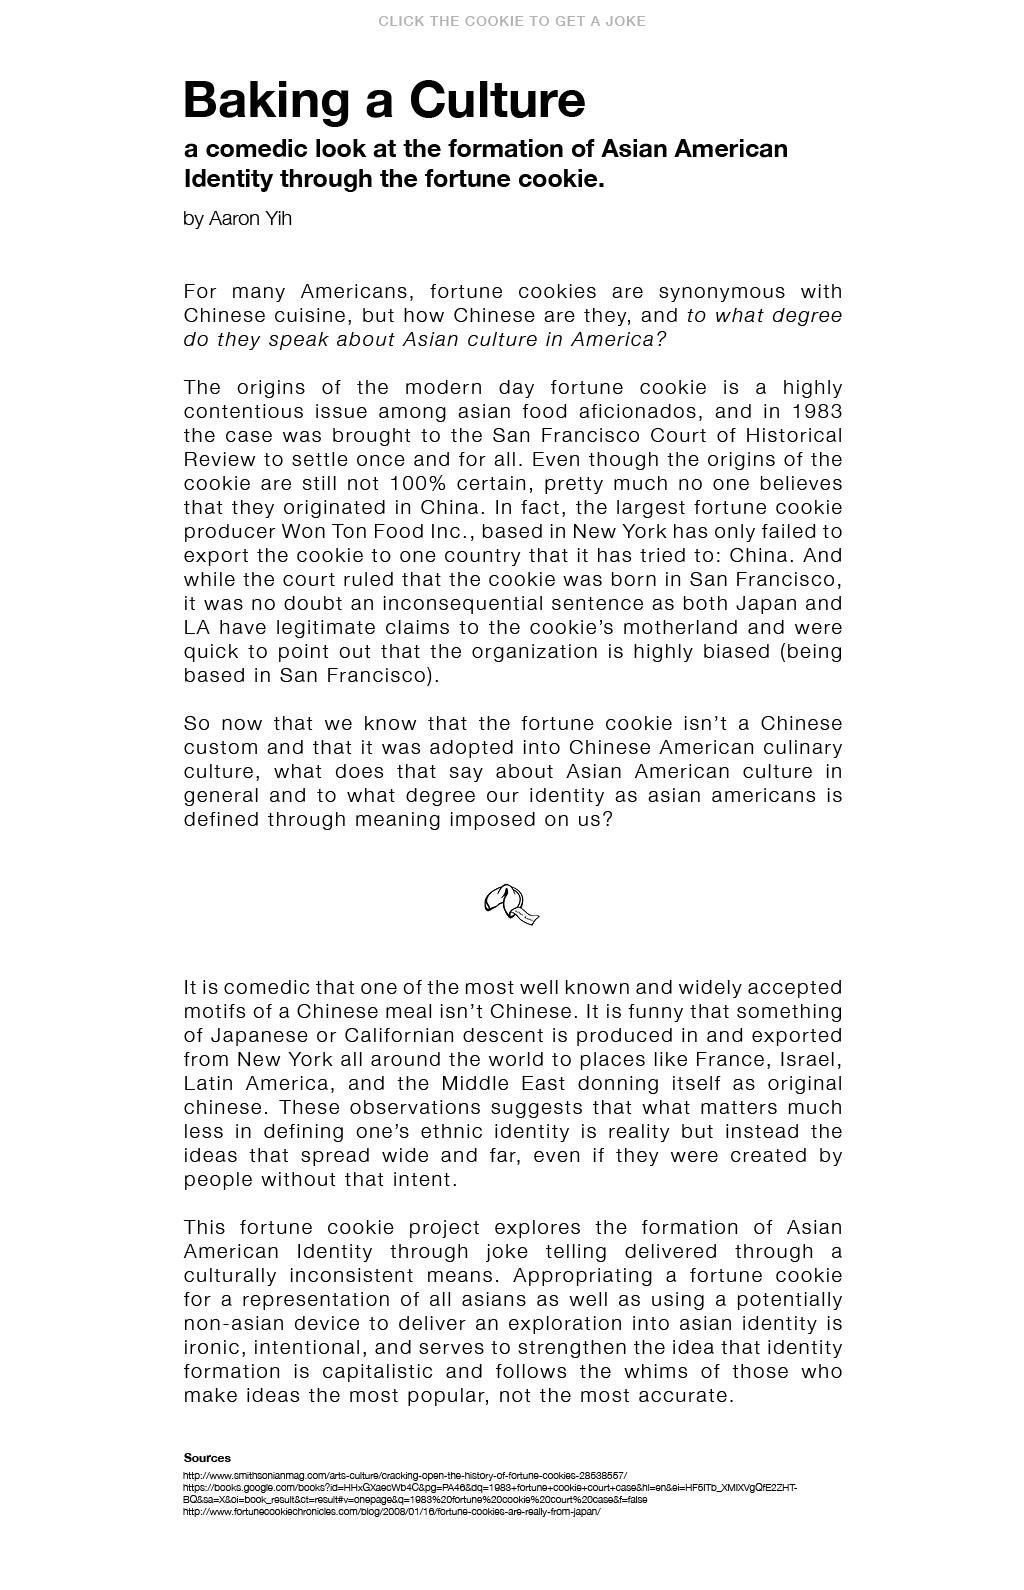 CLICK THE COOKIE TO GET A JOKE
Baking a Culture
a comedic look at the formation of Asian American
Identity through the fortune cookie.
by Aaron Yih
For many Americans, fortune cookies are synonymous with
Chinese cuisine, but how Chinese are they, and to what degree
do they speak about Asian culture in America?
The origins of the modern day fortune cookie is a highly
contentious issue among asian food aficionados, and in 1983
the case was brought to the San Francisco Court of Historical
Review to settle once and for all. Even though the origins of the
cookie are still not 100% certain, pretty much no one believes
that they originated in China. In fact, the largest fortune cookie
producer Won Ton Food Inc., based in New York has only failed to
export the cookie to one country that it has tried to: China. And
while the court ruled that the cookie was born in San Francisco,
it was no doubt an inconsequential sentence as both Japan and
LA have legitimate claims to the cookie’s motherland and were
quick to point out that the organization is highly biased (being
based in San Francisco).
So now that we know that the fortune cookie isn’t a Chinese
custom and that it was adopted into Chinese American culinary
culture, what does that say about Asian American culture in
general and to what degree our identity as asian americans is
defined through meaning imposed on us?
It is comedic that one of the most well known and widely accepted
motifs of a Chinese meal isn’t Chinese. It is funny that something
of Japanese or Californian descent is produced in and exported
from New York all around the world to places like France, Israel,
Latin America, and the Middle East donning itself as original
chinese. These observations suggests that what matters much
less in defining one’s ethnic identity is reality but instead the
ideas that spread wide and far, even if they were created by
people without that intent.
This fortune cookie project explores the formation of Asian
American Identity through joke telling delivered through a
culturally inconsistent means. Appropriating a fortune cookie
for a representation of all asians as well as using a potentially
non-asian device to deliver an exploration into asian identity is
ironic, intentional, and serves to strengthen the idea that identity
formation is capitalistic and follows the whims of those who
make ideas the most popular, not the most accurate.
Sources
http://www.smithsonianmag.com/arts-culture/cracking-open-the-history-of-fortune-cookies-28538557/
https://books.google.com/books?id=HHxGXaecWb4C&pg=PA46&dq=1983+fortune+cookie+court+case&hl=en&ei=HF5ITb_XMIXVgQfE2ZHT-
BQ&sa=X&oi=book_result&ct=result#v=onepage&q=1983%20fortune%20cookie%20court%20case&f=false
http://www.fortunecookiechronicles.com/blog/2008/01/16/fortune-cookies-are-really-from-japan/